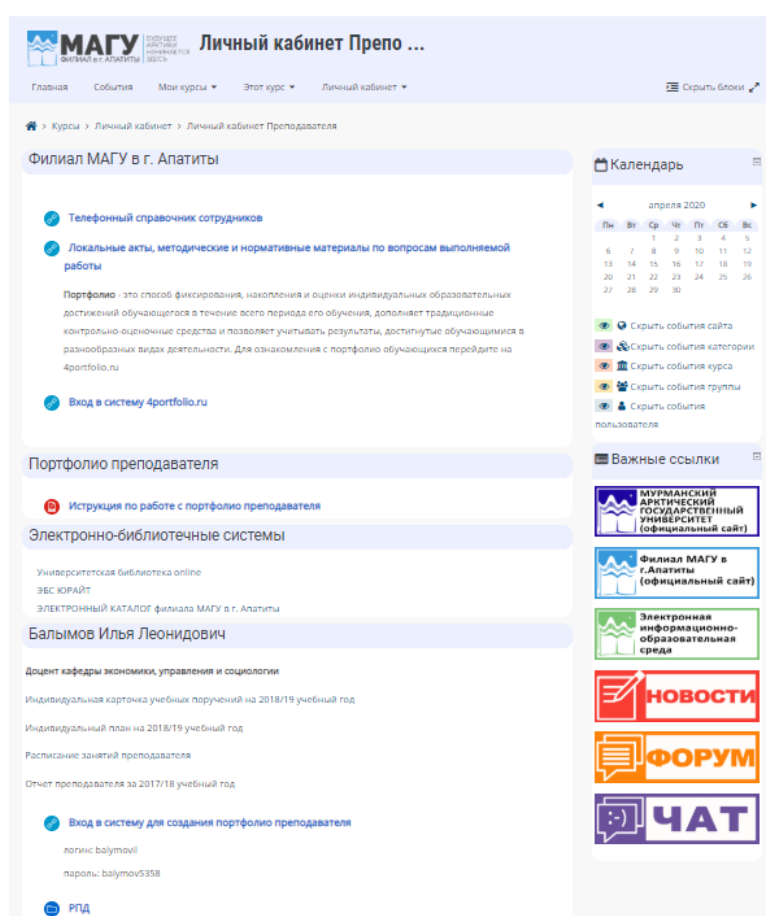 МАГУ
ФИЛИАЛ в г. АПАТИТЫ
БУДУЩЕЕ
АРКТИКИ
НАЧИНАЕТСЯ
ЗДЕСЬ
Личный кабинет Препо ...
Главная События Мои курсы Этот курс Личный кабинет Скрыть блоки
> Курсы > Личный кабинет > Личный кабинет Преподавателя
Филиал МАГУ в г. Апатиты
Телефонный справочник сотрудников
Локальные акты, методические и нормативные материалы по вопросам выполняемой
работы
Портфолио - это способ фиксирования, накопления и оценки индивидуальных образовательных
достижений обучающегося в течение всего периода его обучения, дополняет традиционные
контрольно-оценочные средства и позволяет учитывать результаты, достигнутые обучающимися в
разнообразных видах деятельности. Для ознакомления с портфолио обучающихся перейдите на
4portfolio.ru
Вход в систему 4portfolio.ru
Портфолио преподавателя
Иструкция по работе с портфолио преподавателя
Электронно-библиотечные системы
Университетская библиотека online
ЭБС ЮРАЙТ
ЭЛЕКТРОННЫЙ КАТАЛОГ филиала МАГУ в г. Апатиты
Балымов Илья Леонидович
Доцент кафедры экономики, управления и социологии
Индивидуальная карточка учебных поручений на 2018/19 учебный год
Индивидуальный план на 2018/19 учебный год
Расписание занятий преподавателя
Отчет преподавателя за 2017/18 учебный год
Вход в систему для создания портфолио преподавателя
логин: balymovil
пароль: balymov5358
РПД
Календарь
апреля 2020
Пн Вт Ср Чт Пт Сб Вс
1 2 3 4 5
6 7 8 9 10 11 12
13 14 15 16 17 18 19
20 21 22 23 24 25 26
27 28 29 30
Скрыть события сайта
Скрыть события категории
Скрыть события курса
Скрыть события группы
Скрыть события
пользователя
Важные ссылки
МУРМАНСКИЙ
АРКТИЧЕСКИЙ
ГОСУДАРСТВЕННЫЙ
УНИВЕРСИТЕТ
(официальный сайт)
Филиал МАГУ в
г.Апатиты
(официальный сайт)
Электронная
информационно-
образовательная
среда
НОВОСТИ
ФОРУМ
:-) ЧАТ